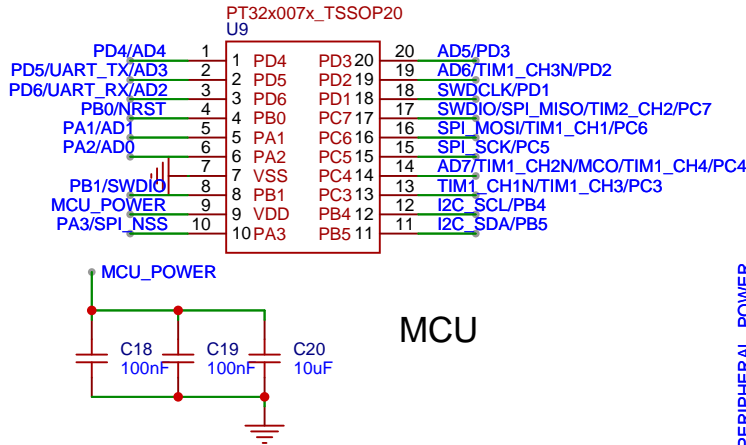 PT32x007x_TSSOP20
U9
PD4/AD4 1 1 PD4 PD3 20 20 AD5/PD3
PD5/UART_TX/AD3 2 2 PD5 PD2 19 19 AD6/TIM1_CH3N/PD2
PD6/UART_RX/AD2 3 3 PD6 PD1 18 18 SWDCLK/PD1
PB0/NRST 4 4 PB0 PC7 17 17 SWDIO/SPI_MISO/TIM2_CH2/PC7
PA1/AD1 5 5 PA1 PC6 16 16 SPI_MOSI/TIM1_CH1/PC6
PA2/AD0 6 6 PA2 PC5 15 15 SPI_SCK/PC5
7 7 VSS PC4 14 14 AD7/TIM1_CH2N/MCO/TIM1_CH4/PC4
PB1/SWDIO 8 8 PB1 PC3 13 13 TIM1_CH1N/TIM1_CH3/PC3
MCU_POWER 9 9 VDD PB4 12 12 I2C_SCL/PB4
PA3/SPI_NSS 10 10 PA3 PB5 11 11 I2C_SDA/PB5
MCU_POWER
MCU
C18 C19 C20
100nF 100nF 10uF
PERIPHERAL_POWER